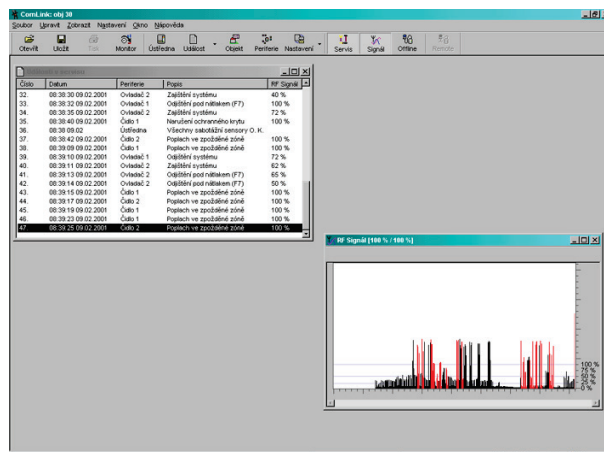 ComLink: obj 30
Soubor Upravit Zobrazit Nastavení Okno Nápověda
Otevřít Uložit Tisk Monitor Ústředna Událost Objekt Periferie Nastavení Servis Signál Offline Remote
Číslo Datum Periferie Popis RF Signál
32. 08:38:30 09.02.2001 Ovladač 2 Zajištění systému 40 %
33. 08:38:32 09.02.2001 Ovladač 1 Odjištění pod nátlakem (F7) 100 %
34. 08:38:35 09.02.2001 Ovladač 2 Zajištění systému 72 %
35. 08:38:40 09.02.2001 Čidlo 1 Narušení ochranného krytu 100 %
36. 08:38 09.02 Ústředna Všechny sabotážní sensory O. K.
37 08:38:42 09.02.2001 Čidlo 2 Poplach ve zpožděné zóně 100 %
38. 08:39:09 09.02.2001 Čidlo 1 Poplach ve zpožděné zóně 100 %
39. 08:39:10 09.02.2001 Ovladač 1 Odjištění systému 72 %
40. 08:39:11 09.02.2001 Ovladač 2 Zajištění systému 62 %
41. 08:39:13 09.02.2001 Ovladač 2 Odjištění pod nátlakem (F7) 65 %
42. 08:39:14 09.02.2001 Ovladač 2 Odjištění pod nátlakem (F7) 50 %
43. 08:39:15 09.02.2001 Čidlo 1 Poplach ve zpožděné zóně 100 %
44. 08:39:17 09.02.2001 Čidlo 2 Poplach ve zpožděné zóně 100 %
45. 08:39:19 09.02.2001 Čidlo 1 Poplach ve zpožděné zóně 100 %
46. 08:39:23 09.02.2001 Čidlo 1 Poplach ve zpožděné zóně 100 %
47 08:39:25 09.02.2001 Čidlo 2 Poplach ve zpožděné zóně 100 %
RF Signál [100 % / 100 %]
100 %
75 %
50 %
25 %
0 %